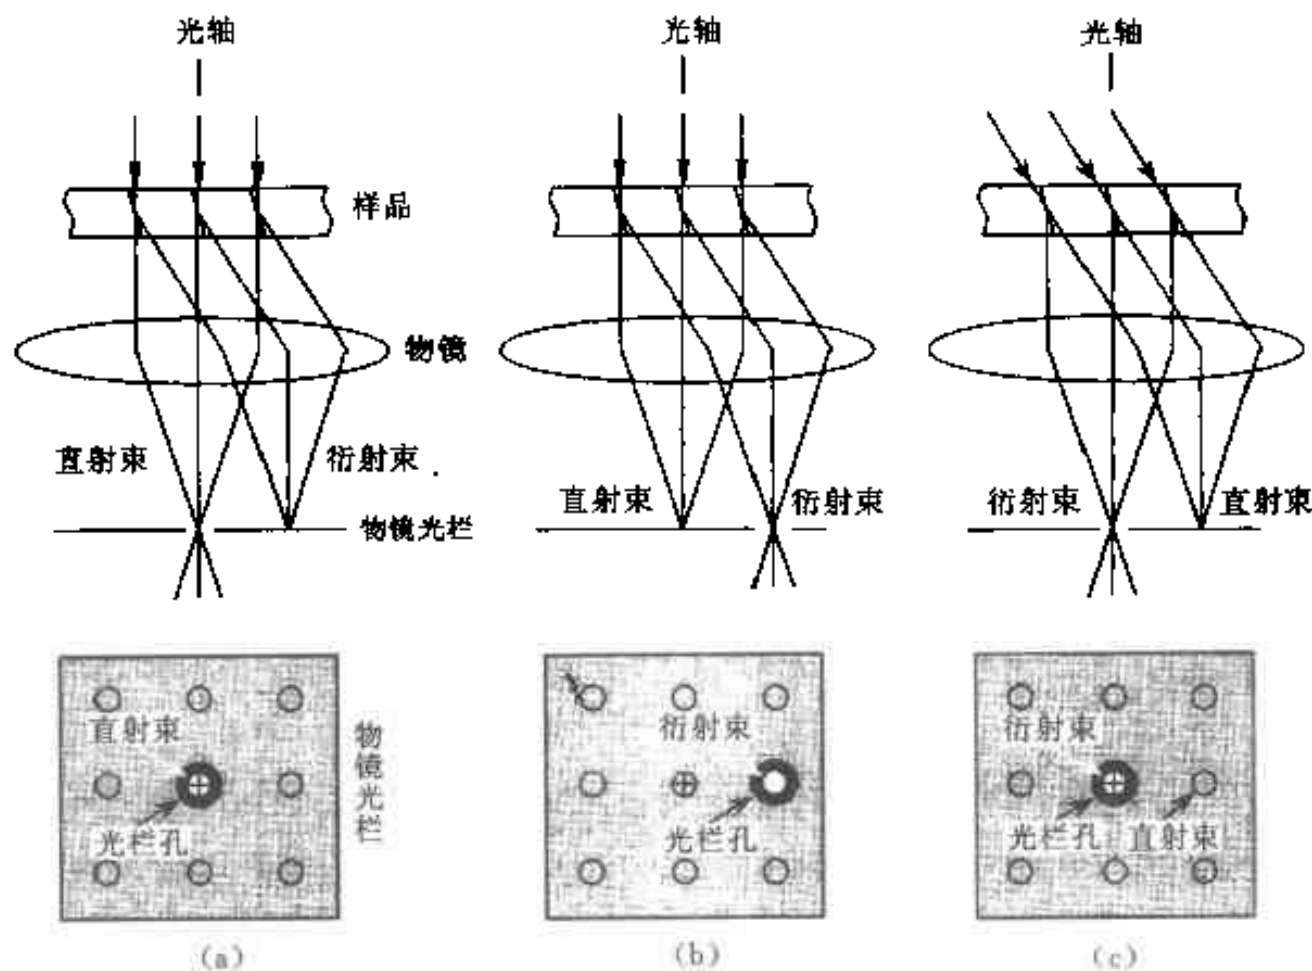 光轴
光轴
光轴
样品
物镜
直射束
衍射束
物镜光栏
直射束
衍射束
衍射束
直射束
直射束
光栏孔
物镜光栏
衍射束
光栏孔
衍射束
光栏孔
直射束
(a)
(b)
(c)